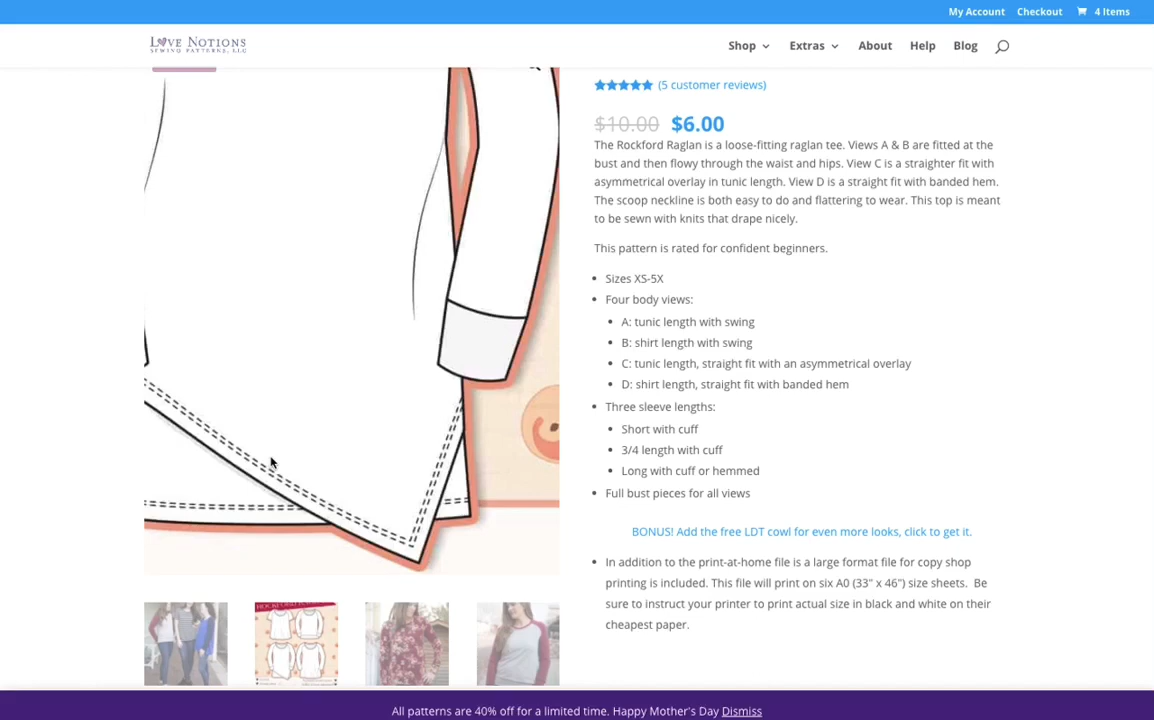 My Account Checkout 4 Items
LOVE NOTIONS
SEWING PATTERNS, LLC
Shop Extras About Help Blog
(5 customer reviews)
$10.00 $6.00
The Rockford Raglan is a loose-fitting raglan tee. Views A & B are fitted at the
bust and then flowy through the waist and hips. View C is a straighter fit with
asymmetrical overlay in tunic length. View D is a straight fit with banded hem.
The scoop neckline is both easy to do and flattering to wear. This top is meant
to be sewn with knits that drape nicely.
This pattern is rated for confident beginners.
• Sizes XS-5X
• Four body views:
• A: tunic length with swing
• B: shirt length with swing
• C: tunic length, straight fit with an asymmetrical overlay
• D: shirt length, straight fit with banded hem
• Three sleeve lengths:
• Short with cuff
• 3/4 length with cuff
• Long with cuff or hemmed
• Full bust pieces for all views
BONUS! Add the free LDT cowl for even more looks, click to get it.
• In addition to the print-at-home file is a large format file for copy shop
printing is included. This file will print on six A0 (33" x 46") size sheets. Be
sure to instruct your printer to print actual size in black and white on their
cheapest paper.
All patterns are 40% off for a limited time. Happy Mother's Day Dismiss